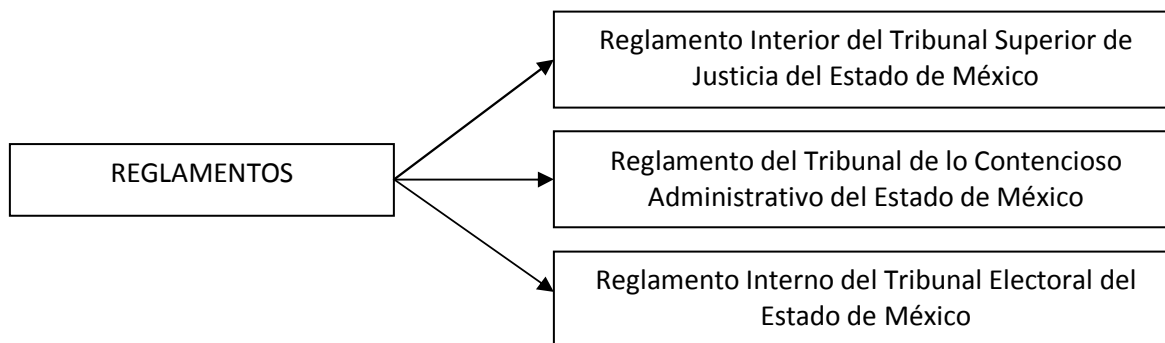 REGLAMENTOS
Reglamento Interior del Tribunal Superior de
Justicia del Estado de México
Reglamento del Tribunal de lo Contencioso
Administrativo del Estado de México
Reglamento Interno del Tribunal Electoral del
Estado de México